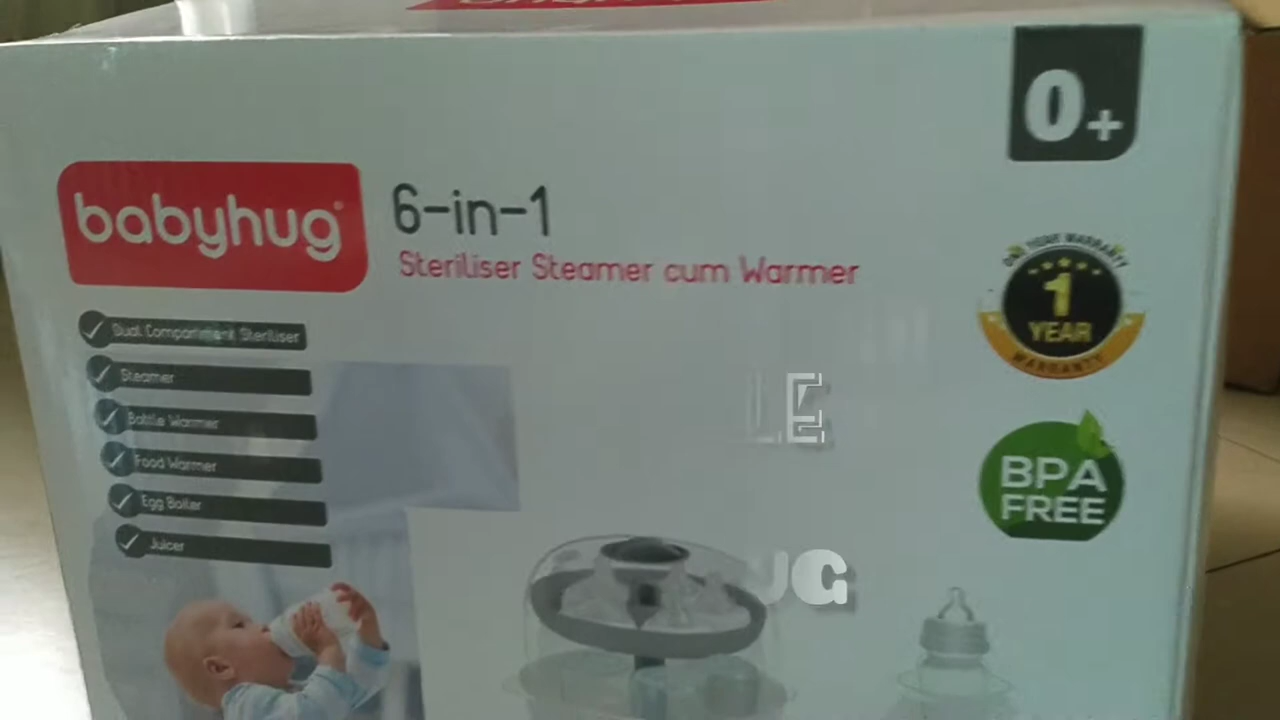 0+
babyhug
6-in-1
Steriliser Steamer cum Warmer
Dual Compartment Steriliser
Steamer
Bottle Warmer
Food Warmer
Egg Boiler
Juicer
1
YEAR
WARRANTY
BPA
FREE
E
UG